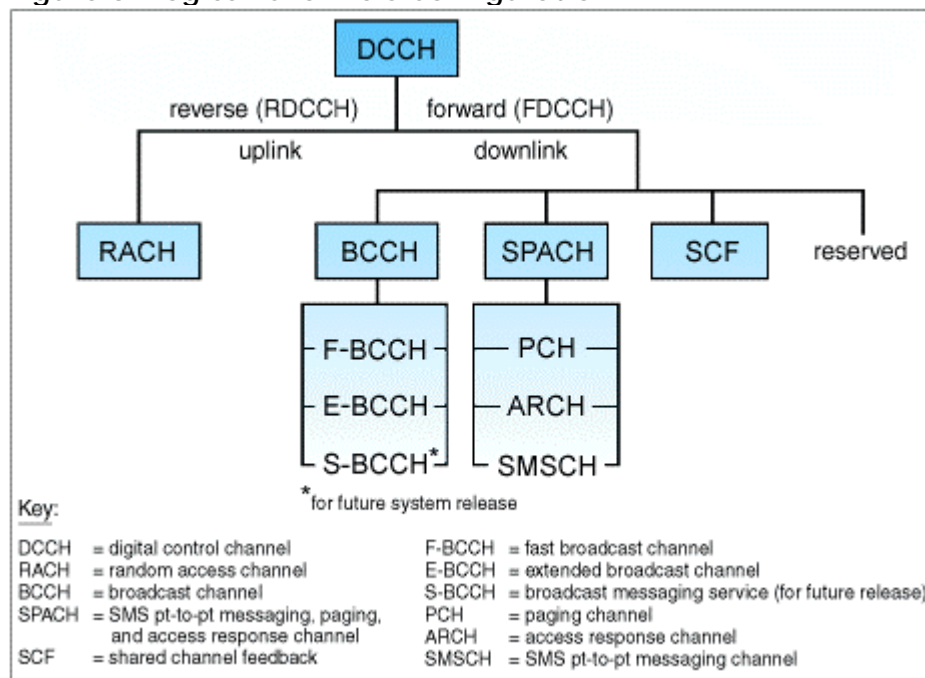 DCCH
reverse (RDCCH) forward (FDCCH)
uplink downlink
RACH BCCH SPACH SCF reserved
F-BCCH PCH
E-BCCH ARCH
S-BCCH* SMSCH
*for future system release
Key:
DCCH = digital control channel
RACH = random access channel
BCCH = broadcast channel
SPACH = SMS pt-to-pt messaging, paging,
and access response channel
SCF = shared channel feedback
F-BCCH = fast broadcast channel
E-BCCH = extended broadcast channel
S-BCCH = broadcast messaging service (for future release)
PCH = paging channel
ARCH = access response channel
SMSCH = SMS pt-to-pt messaging channel